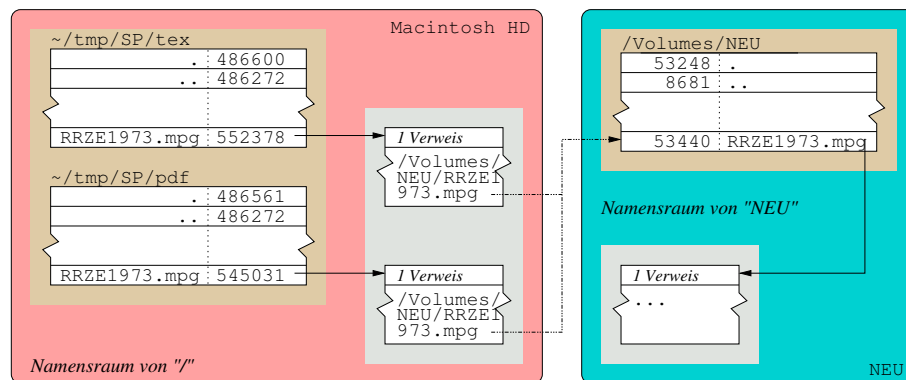 Macintosh HD
~/tmp/SP/tex
. 486600
.. 486272
RRZE1973.mpg 552378
~/tmp/SP/pdf
. 486561
.. 486272
RRZE1973.mpg 545031
1 Verweis
/Volumes/
NEU/RRZE1
973.mpg
1 Verweis
/Volumes/
NEU/RRZE1
973.mpg
Namensraum von "/"
/Volumes/NEU
53248 .
8681 ..
53440 RRZE1973.mpg
Namensraum von "NEU"
1 Verweis
...
NEU